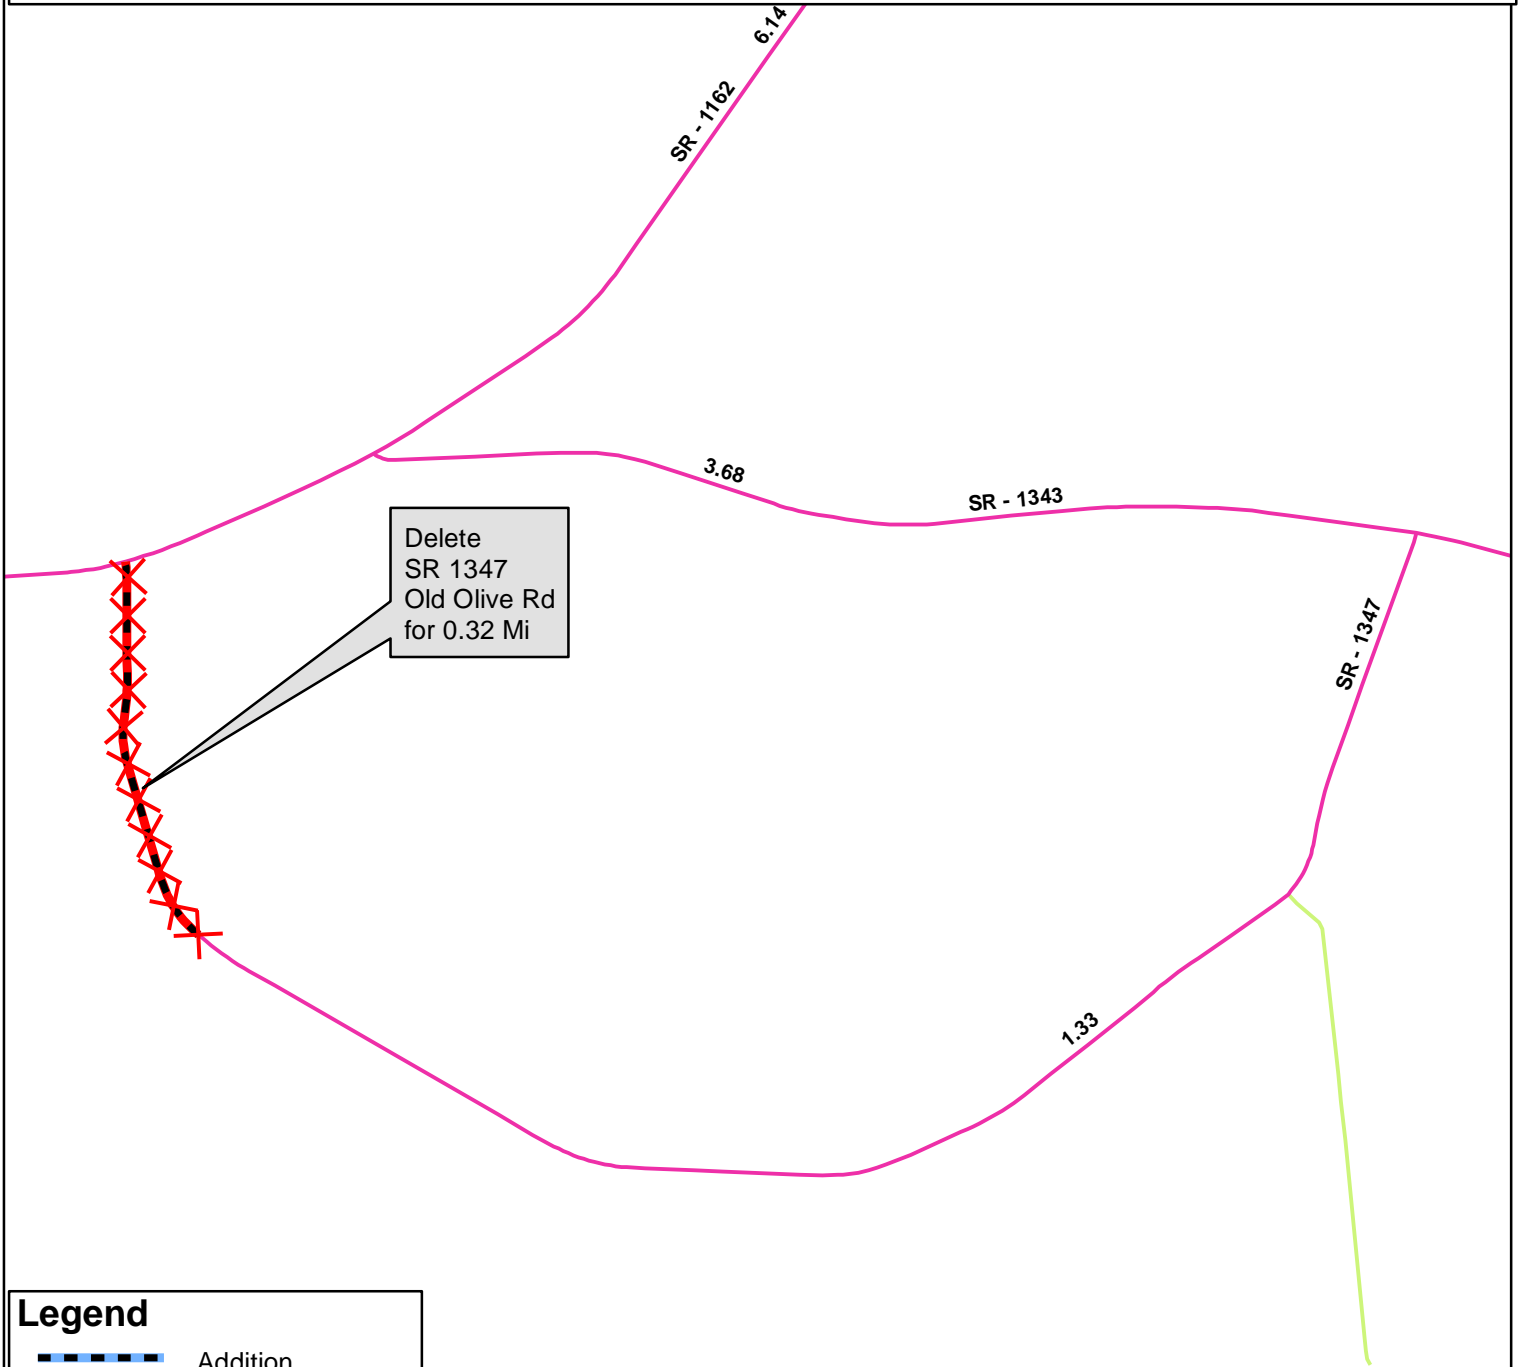 6.14
SR - 1162
3.68
SR - 1343
Delete
SR 1347
Old Olive Rd
for 0.32 Mi
SR - 1347
1.33
Legend
Addition